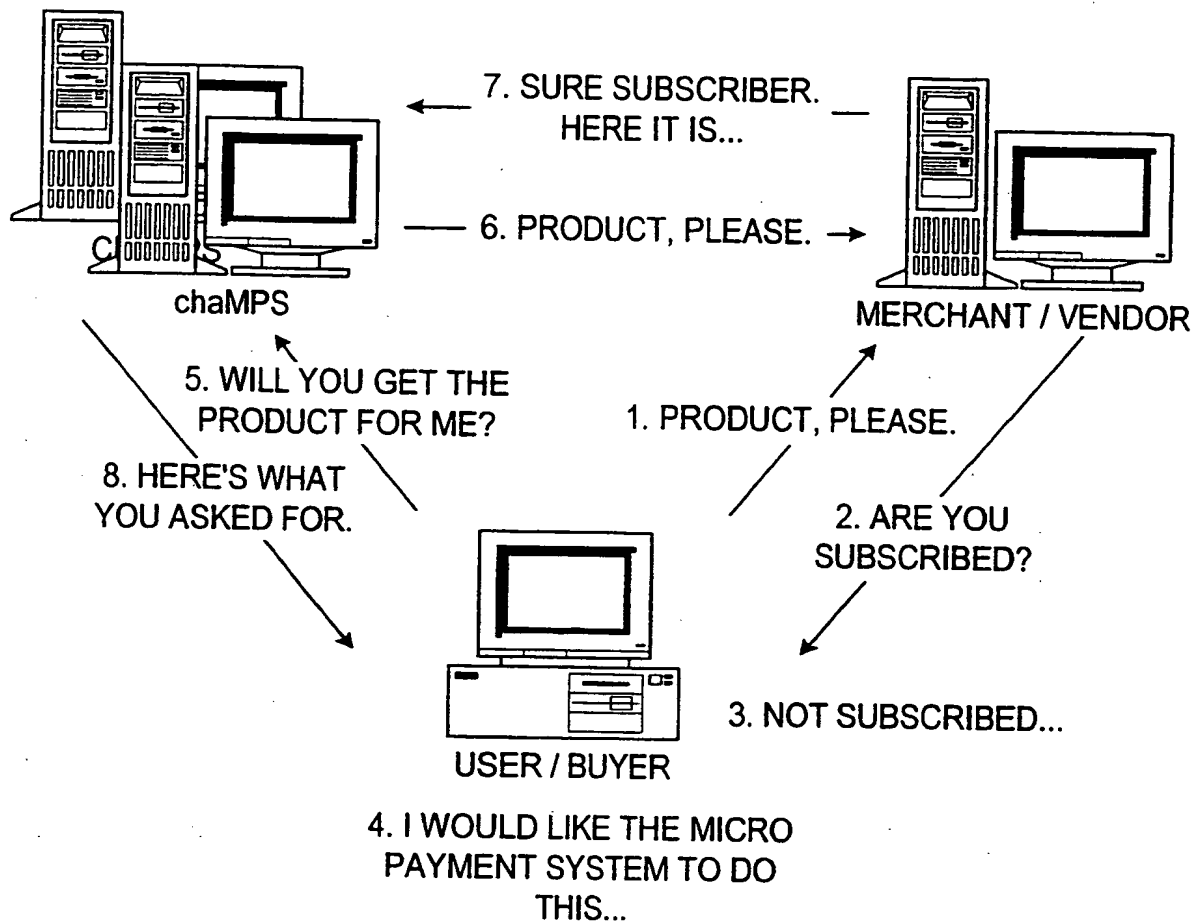 7. SURE SUBSCRIBER.
HERE IT IS...
6. PRODUCT, PLEASE.
chaMPS
MERCHANT / VENDOR
5. WILL YOU GET THE
PRODUCT FOR ME?
1. PRODUCT, PLEASE.
8. HERE'S WHAT
YOU ASKED FOR.
2. ARE YOU
SUBSCRIBED?
3. NOT SUBSCRIBED...
USER / BUYER
4. I WOULD LIKE THE MICRO
PAYMENT SYSTEM TO DO
THIS...